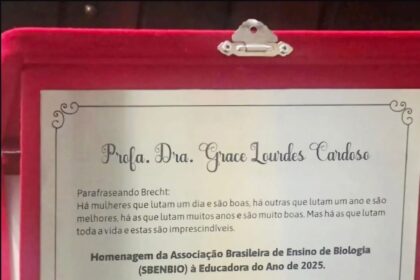 Profa. Dra. Grace Lourdes Cardoso
Parafraseando Brecht:
Há mulheres que lutam um dia e são boas, há outras que lutam um ano e são
melhores, há as que lutam muitos anos e são muito boas. Mas há as que lutam
toda a vida e estas são imprescindíveis.
Homenagem da Associação Brasileira de Ensino de Biologia
(SBENBIO) à Educadora do Ano de 2025.